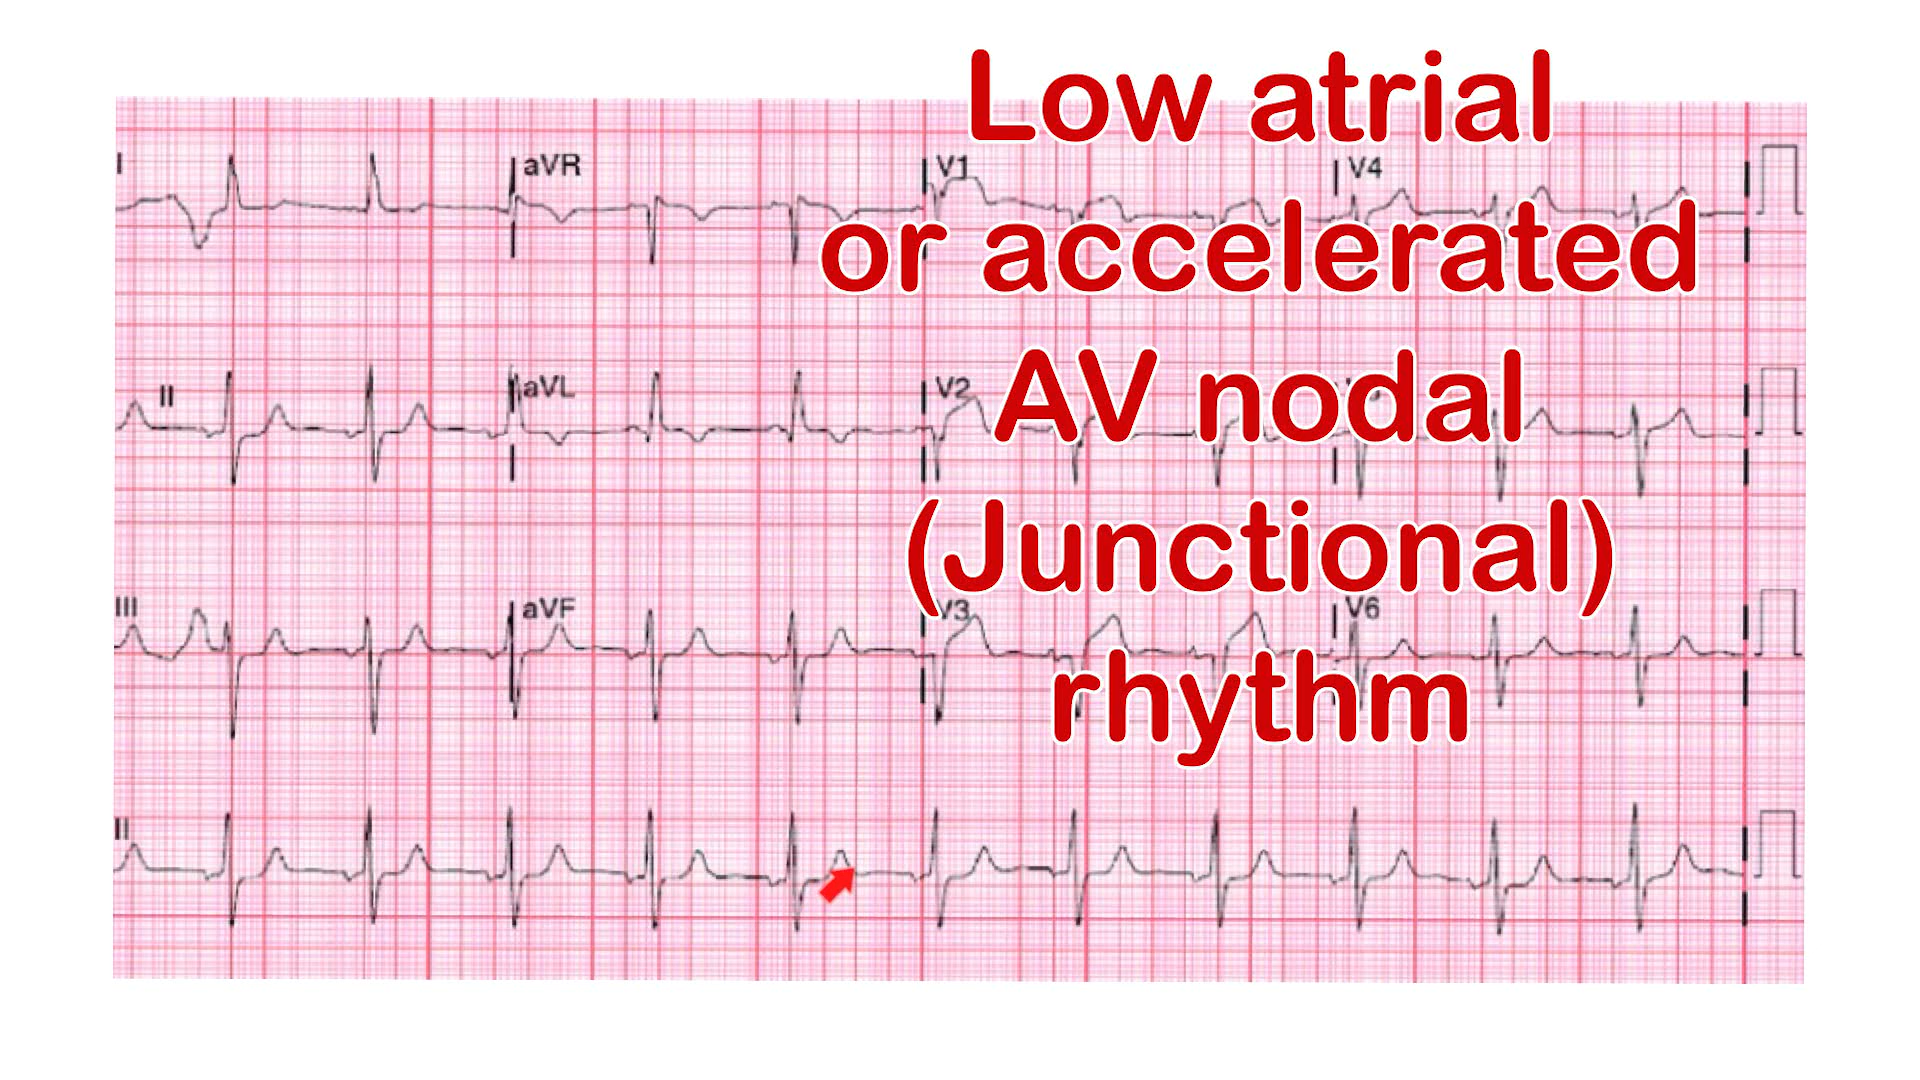 Low atrial
or accelerated
AV nodal
(Junctional)
rhythm
I
aVR
V1
V4
II
aVL
V2
III
aVF
V3
V6
II